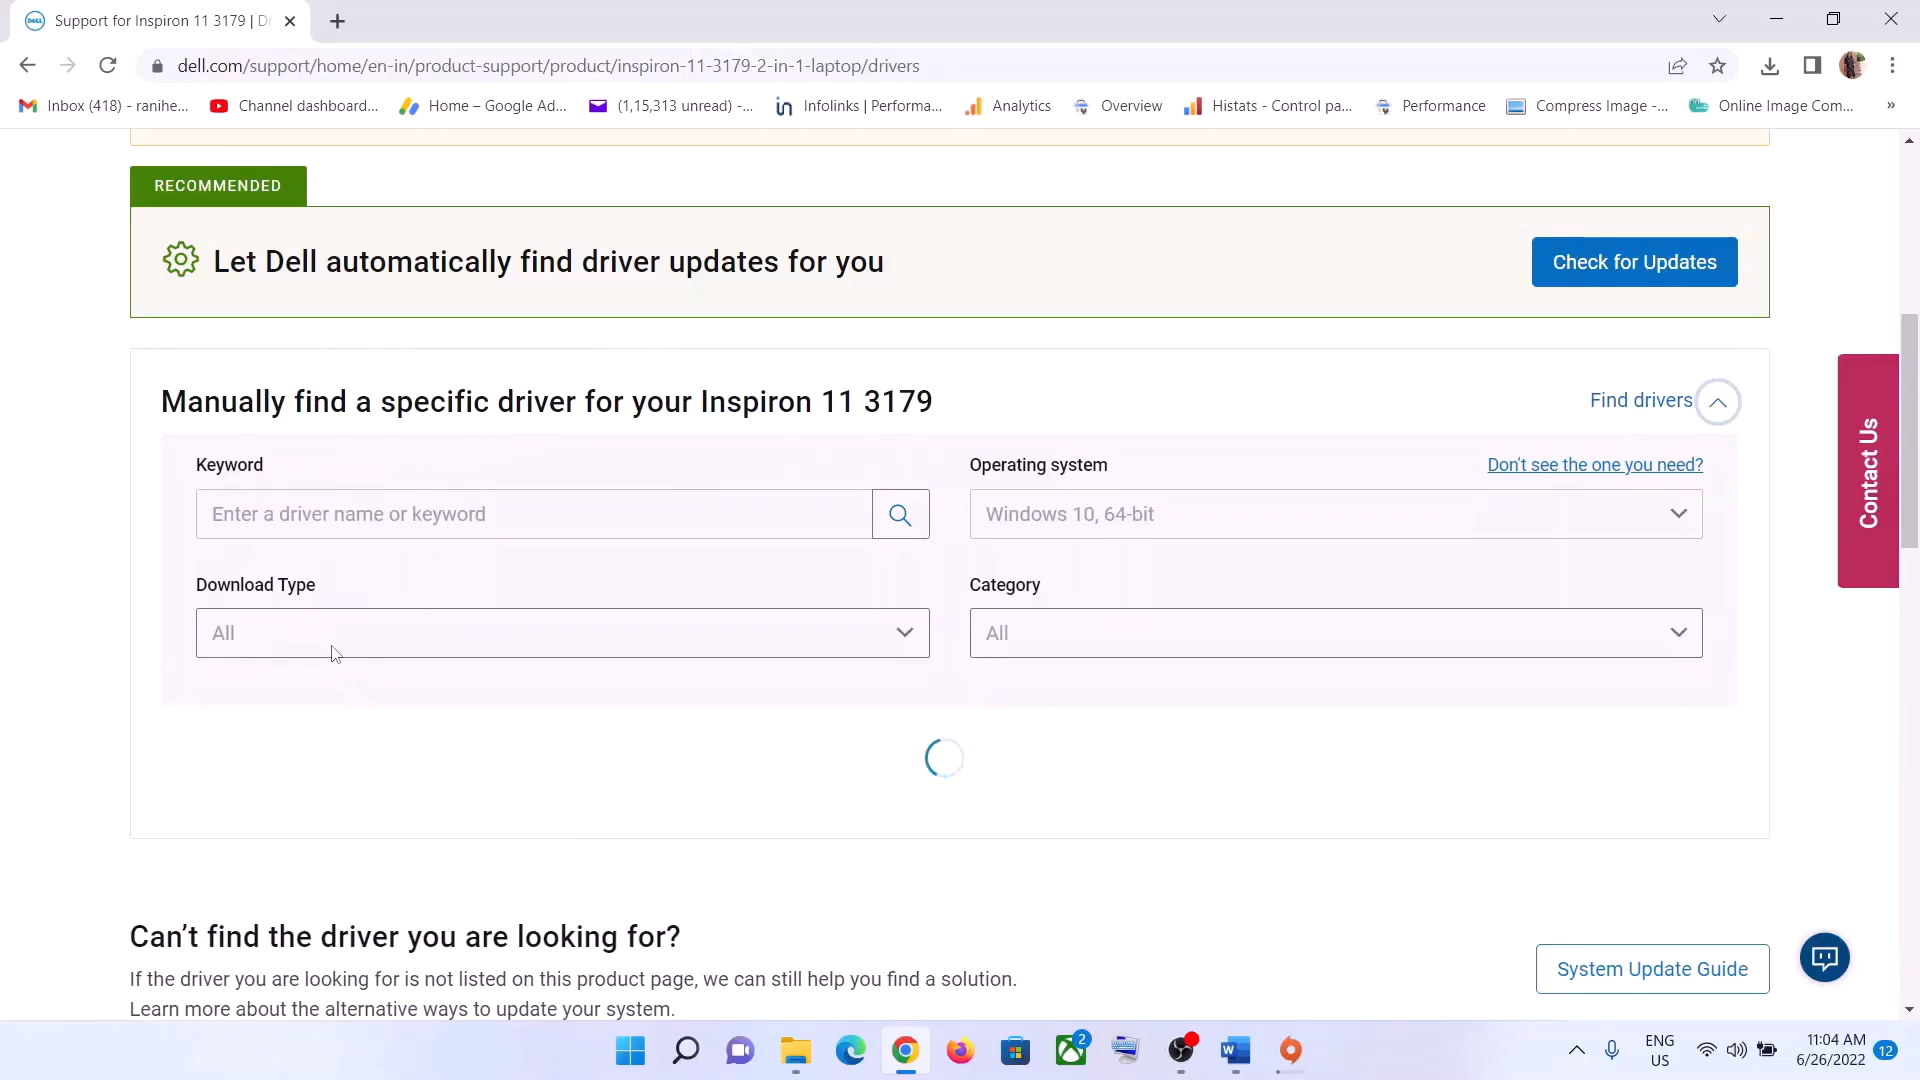 Support for Inspiron 11 3179 | D
dell.com/support/home/en-in/product-support/product/inspiron-11-3179-2-in-1-laptop/drivers
Inbox (418) - ranihe...
Channel dashboard...
Home – Google Ad...
(1,15,313 unread) -...
Infolinks | Performa...
Analytics
Overview
Histats - Control pa...
Performance
Compress Image -...
Online Image Com...
»
RECOMMENDED
Let Dell automatically find driver updates for you
Check for Updates
Manually find a specific driver for your Inspiron 11 3179
Find drivers
Keyword
Operating system
Don't see the one you need?
Enter a driver name or keyword
Windows 10, 64-bit
Download Type
Category
All
All
Contact Us
Can’t find the driver you are looking for?
If the driver you are looking for is not listed on this product page, we can still help you find a solution.
Learn more about the alternative ways to update your system.
System Update Guide
2
ENG
US
11:04 AM
6/26/2022
12